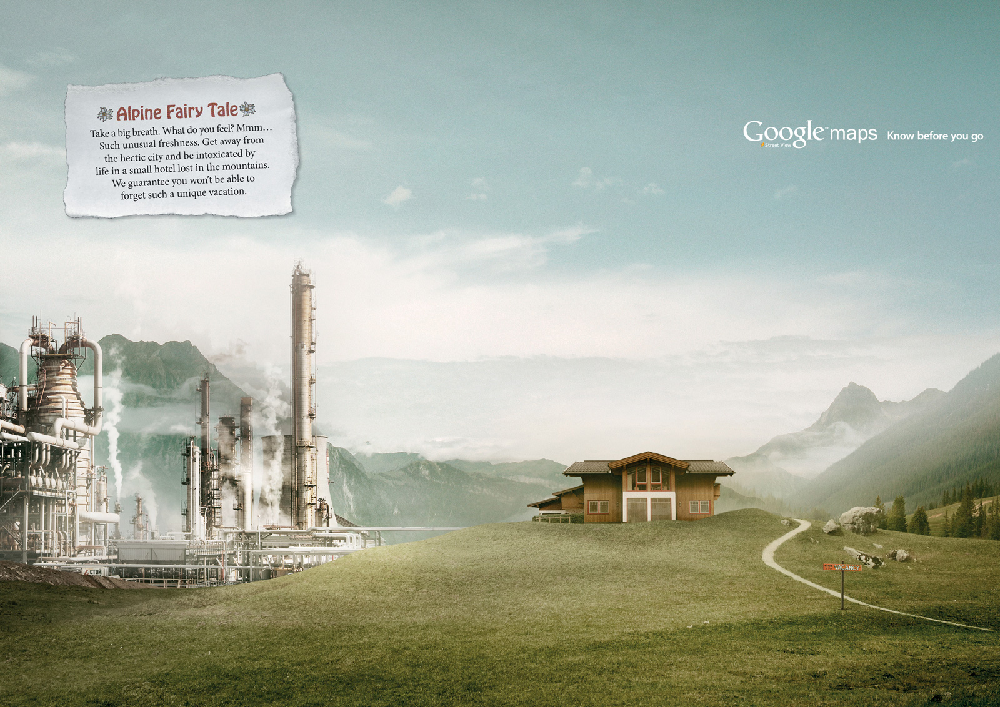 Alpine Fairy Tale
Take a big breath. What do you feel? Mmm...
Such unusual freshness. Get away from
the hectic city and be intoxicated by
life in a small hotel lost in the mountains.
We guarantee you won't be able to
forget such a unique vacation.
Google™ maps Know before you go
Street View
СТОЙ
VACANCY